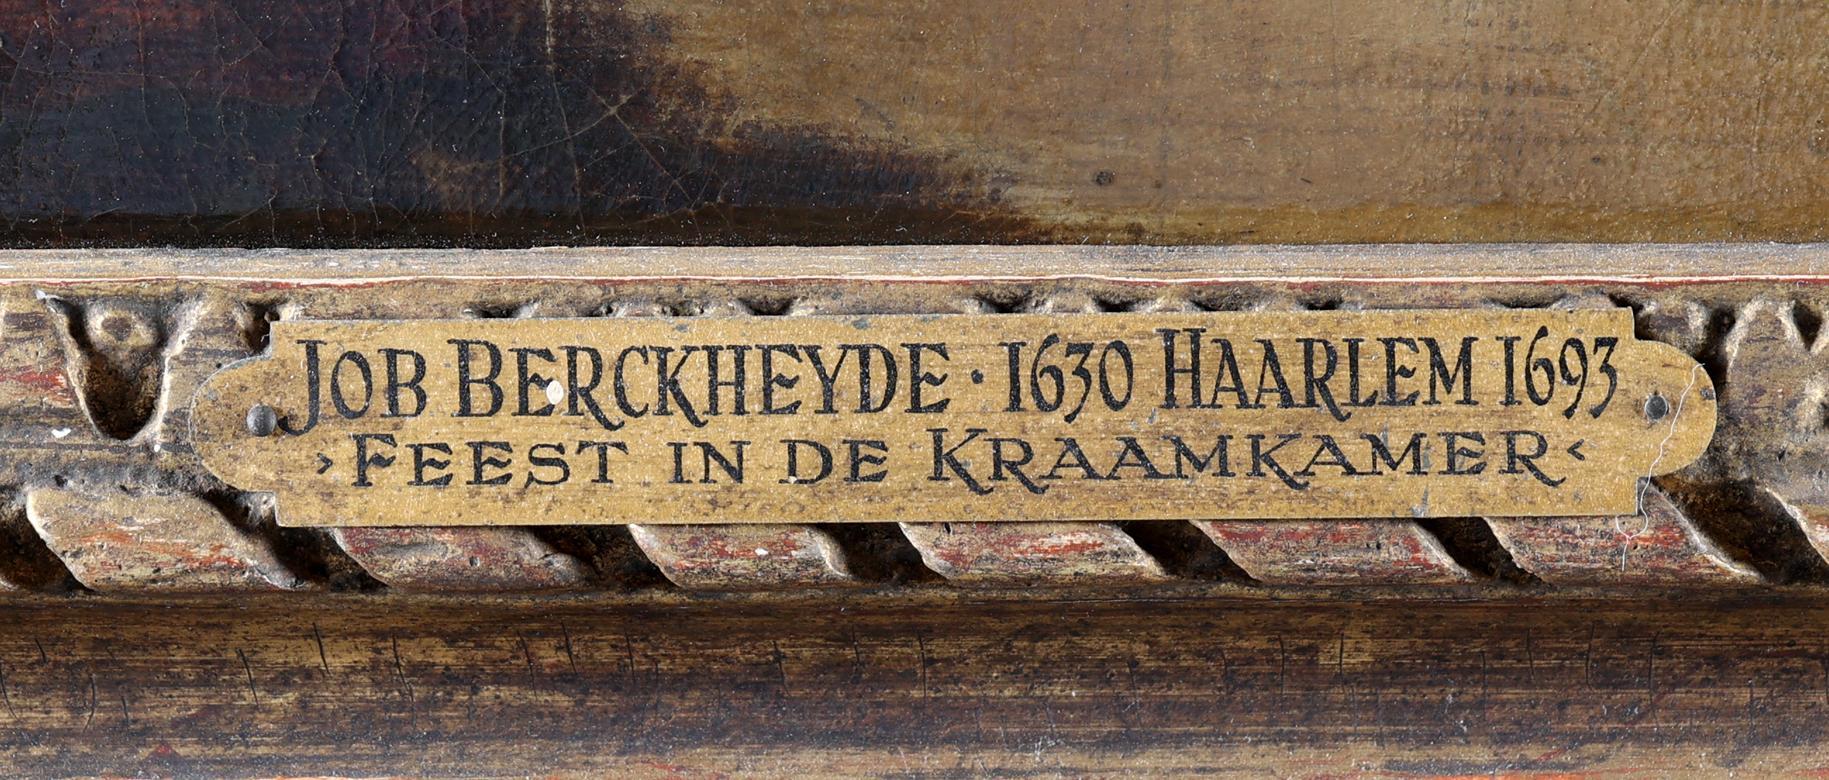 JOB BERCKHEYDE · 1630 HAARLEM 1693
›FEEST IN DE KRAAMKAMER‹